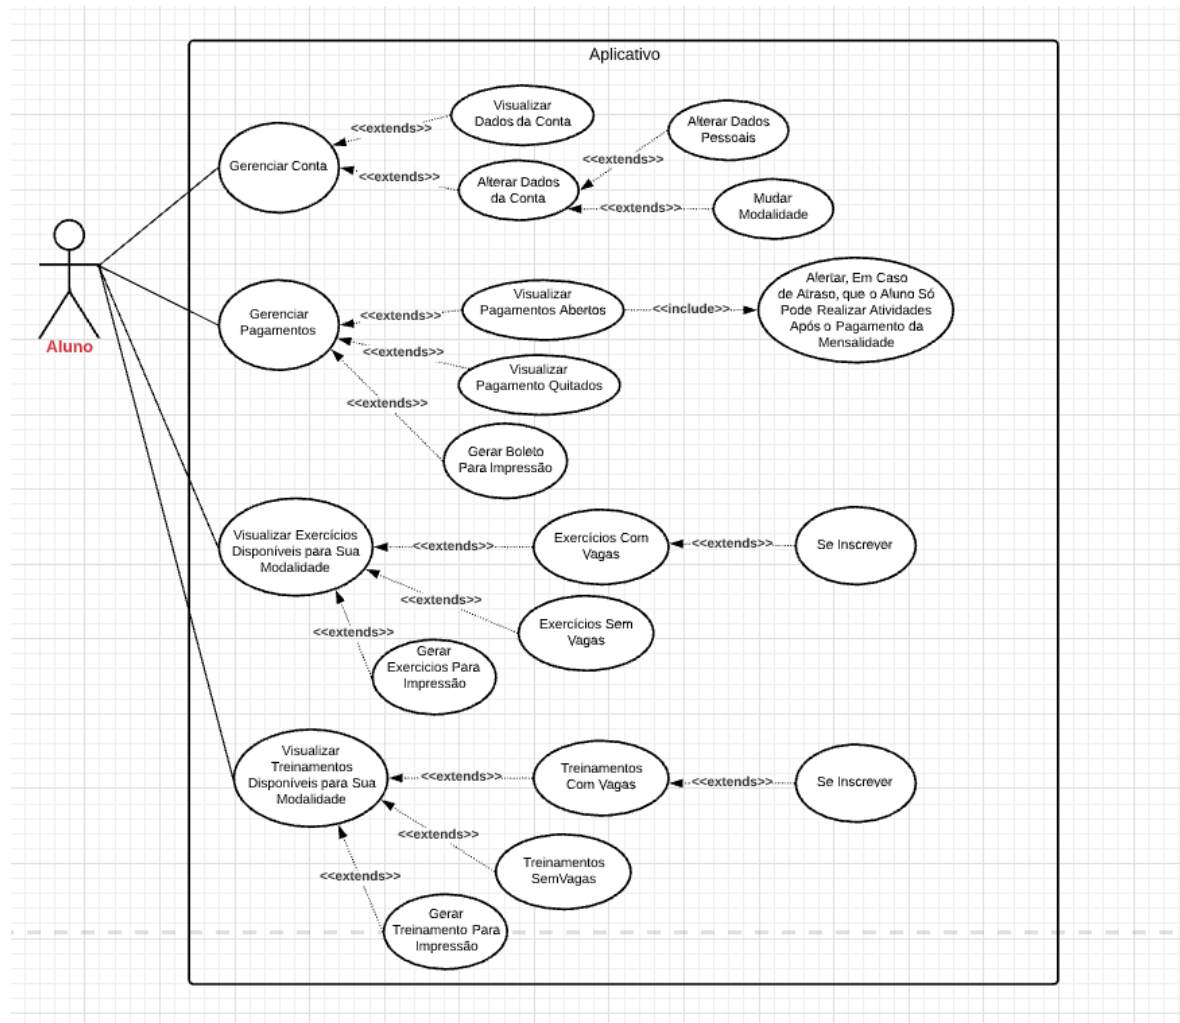 Aplicativo
Visualizar
Dados da Conta
<<extends>>
Alterar Dados
Pessoais
Gerenciar Conta
<<extends>>
<<extends>>
Alterar Dados
da Conta
Mudar
Modalidade
<<extends>>
Aluno
Gerenciar
Pagamentos
<<extends>>
Visualizar
Pagamentos Abertos
<<include>>
Alertar, Em Caso
de Atraso, que o Aluno Só
Pode Realizar Atividades
Após o Pagamento da
Mensalidade
<<extends>>
Visualizar
Pagamento Quitados
<<extends>>
Gerar Boleto
Para Impressão
Visualizar Exercícios
Disponíveis para Sua
Modalidade
<<extends>>
Exercícios Com
Vagas
<<extends>>
Se Inscrever
<<extends>>
Exercícios Sem
Vagas
<<extends>>
Gerar
Exercicios Para
Impressão
Visualizar
Treinamentos
Disponíveis para Sua
Modalidade
<<extends>>
Treinamentos
Com Vagas
<<extends>>
Se Inscrever
<<extends>>
Treinamentos
SemVagas
<<extends>>
Gerar
Treinamento Para
Impressão